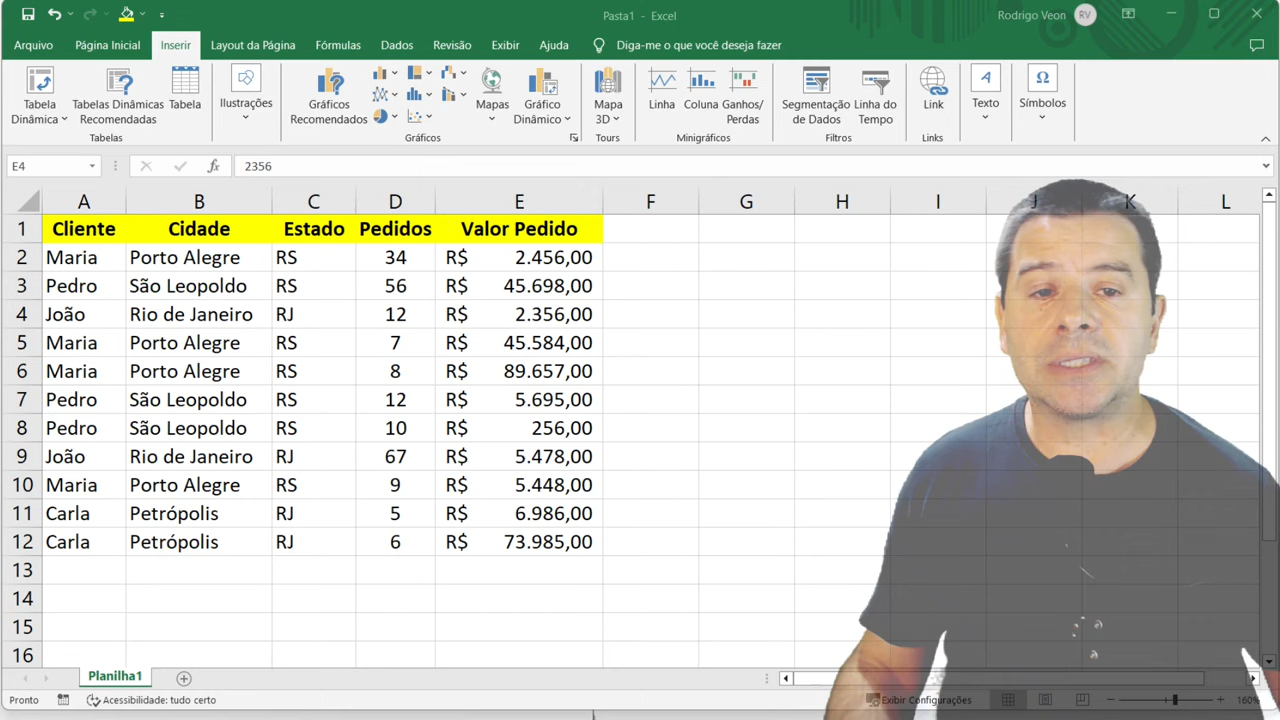 Pasta1 - Excel
Rodrigo Veon RV
Arquivo Página Inicial Inserir Layout da Página Fórmulas Dados Revisão Exibir Ajuda Diga-me o que você deseja fazer
Tabela Dinâmica
Tabelas Dinâmicas Recomendadas
Tabela
Ilustrações
Gráficos Recomendados
Mapas
Gráfico Dinâmico
Mapa 3D
Linha
Coluna
Ganhos/ Perdas
Segmentação de Dados
Linha do Tempo
Link
Texto
Símbolos
Tabelas Gráficos Tours Minigráficos Filtros Links
E4 fx 2356
A B C D E F G H I J K L
1 Cliente Cidade Estado Pedidos Valor Pedido
2 Maria Porto Alegre RS 34 R$ 2.456,00
3 Pedro São Leopoldo RS 56 R$ 45.698,00
4 João Rio de Janeiro RJ 12 R$ 2.356,00
5 Maria Porto Alegre RS 7 R$ 45.584,00
6 Maria Porto Alegre RS 8 R$ 89.657,00
7 Pedro São Leopoldo RS 12 R$ 5.695,00
8 Pedro São Leopoldo RS 10 R$ 256,00
9 João Rio de Janeiro RJ 67 R$ 5.478,00
10 Maria Porto Alegre RS 9 R$ 5.448,00
11 Carla Petrópolis RJ 5 R$ 6.986,00
12 Carla Petrópolis RJ 6 R$ 73.985,00
13
14
15
16
Planilha1
Pronto Acessibilidade: tudo certo Exibir Configurações 160%